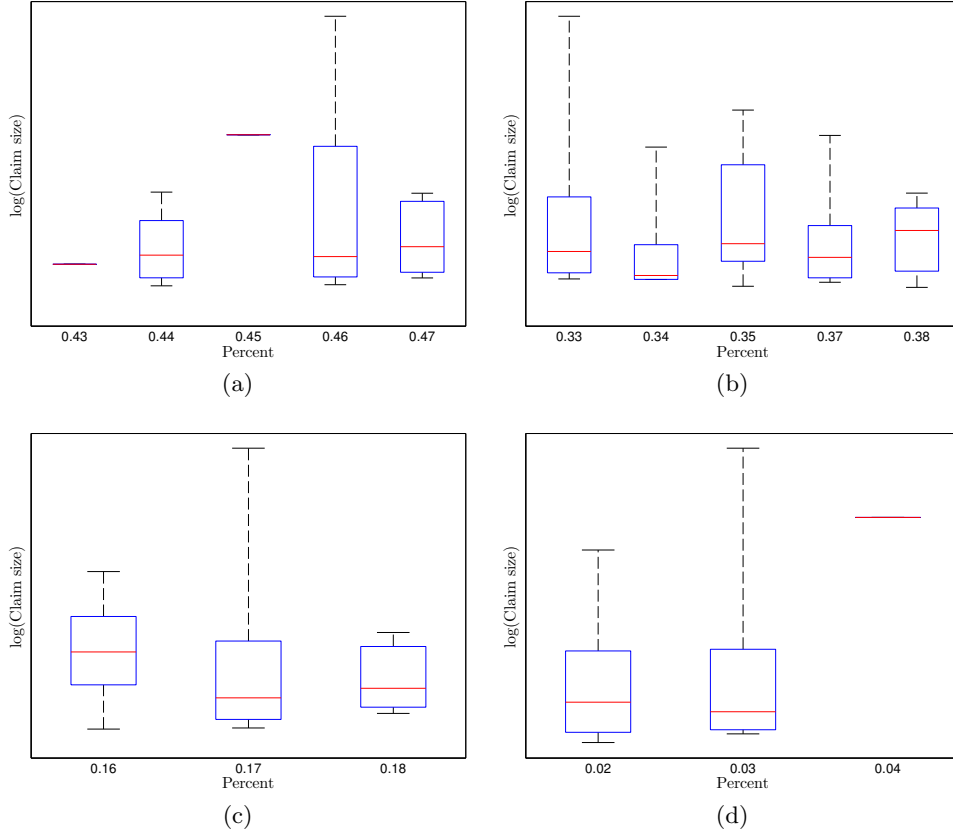 log(Claim size)
0.43 0.44 0.45 0.46 0.47
Percent
(a)
log(Claim size)
0.33 0.34 0.35 0.37 0.38
Percent
(b)
log(Claim size)
0.16 0.17 0.18
Percent
(c)
log(Claim size)
0.02 0.03 0.04
Percent
(d)